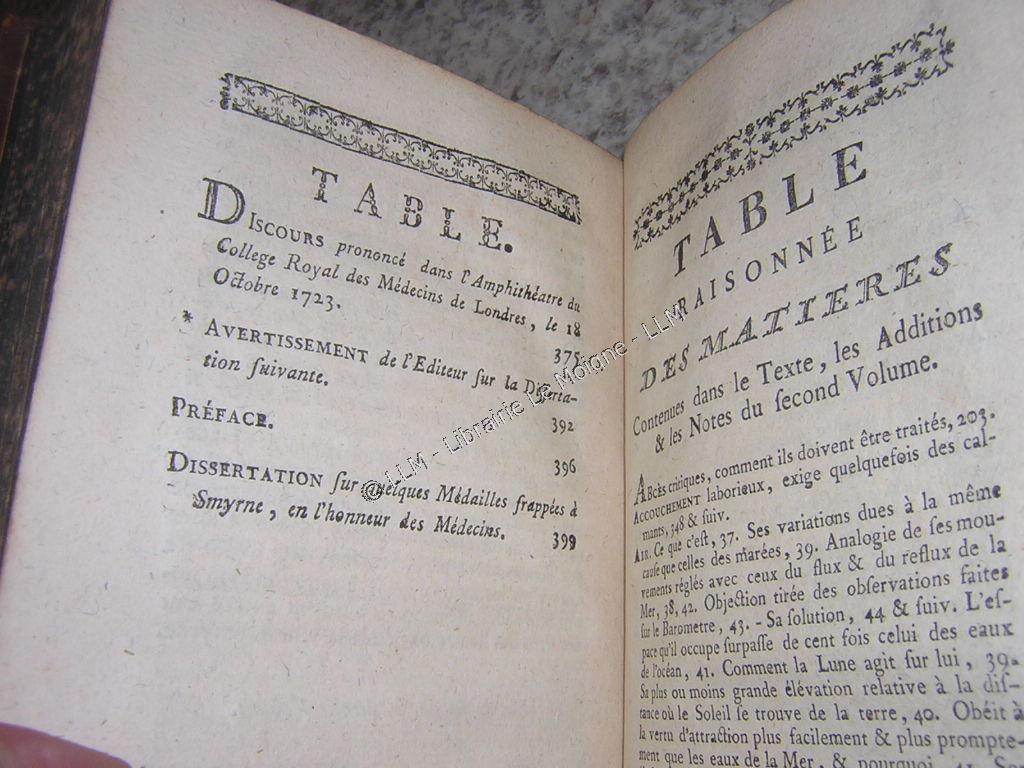 TABLE.
DISCOURS prononcé dans l'Amphithéatre du
College Royal des Médecins de Londres, le 18
Octobre 1723.
375
* AVERTISSEMENT de l'Editeur sur la Disserta-
tion suivante.
392
PRÉFACE.
396
DISSERTATION sur quelques Médailles frappées à
Smyrne, en l'honneur des Médecins.
399
TABLE
RAISONNÉE
DES MATIERES
Contenues dans le Texte, les Additions
& les Notes du second Volume.
ABcès critiques, comment ils doivent être traités, 203.
ACCOUCHEMENT laborieux, exige quelquefois des cal-
mants, 348 & suiv.
AIR. Ce que c'est, 37. Ses variations dues à la même
cause que celles des marées, 39. Analogie de ses mou-
vements réglés avec ceux du flux & du reflux de la
Mer, 38, 42. Objection tirée des observations faites
sur le Barometre, 43. - Sa solution, 44 & suiv. L'es-
pace qu'il occupe surpasse de cent fois celui des eaux
de l'océan, 41. Comment la Lune agit sur lui, 39.
Sa plus ou moins grande élévation relative à la dis-
tance où le Soleil se trouve de la terre, 40. Obéit à
la vertu d'attraction plus facilement & plus prompte-
ment que les eaux de la Mer, & pourquoi, 41. Ses
@ LLM - Librairie Le Moigne - LLM